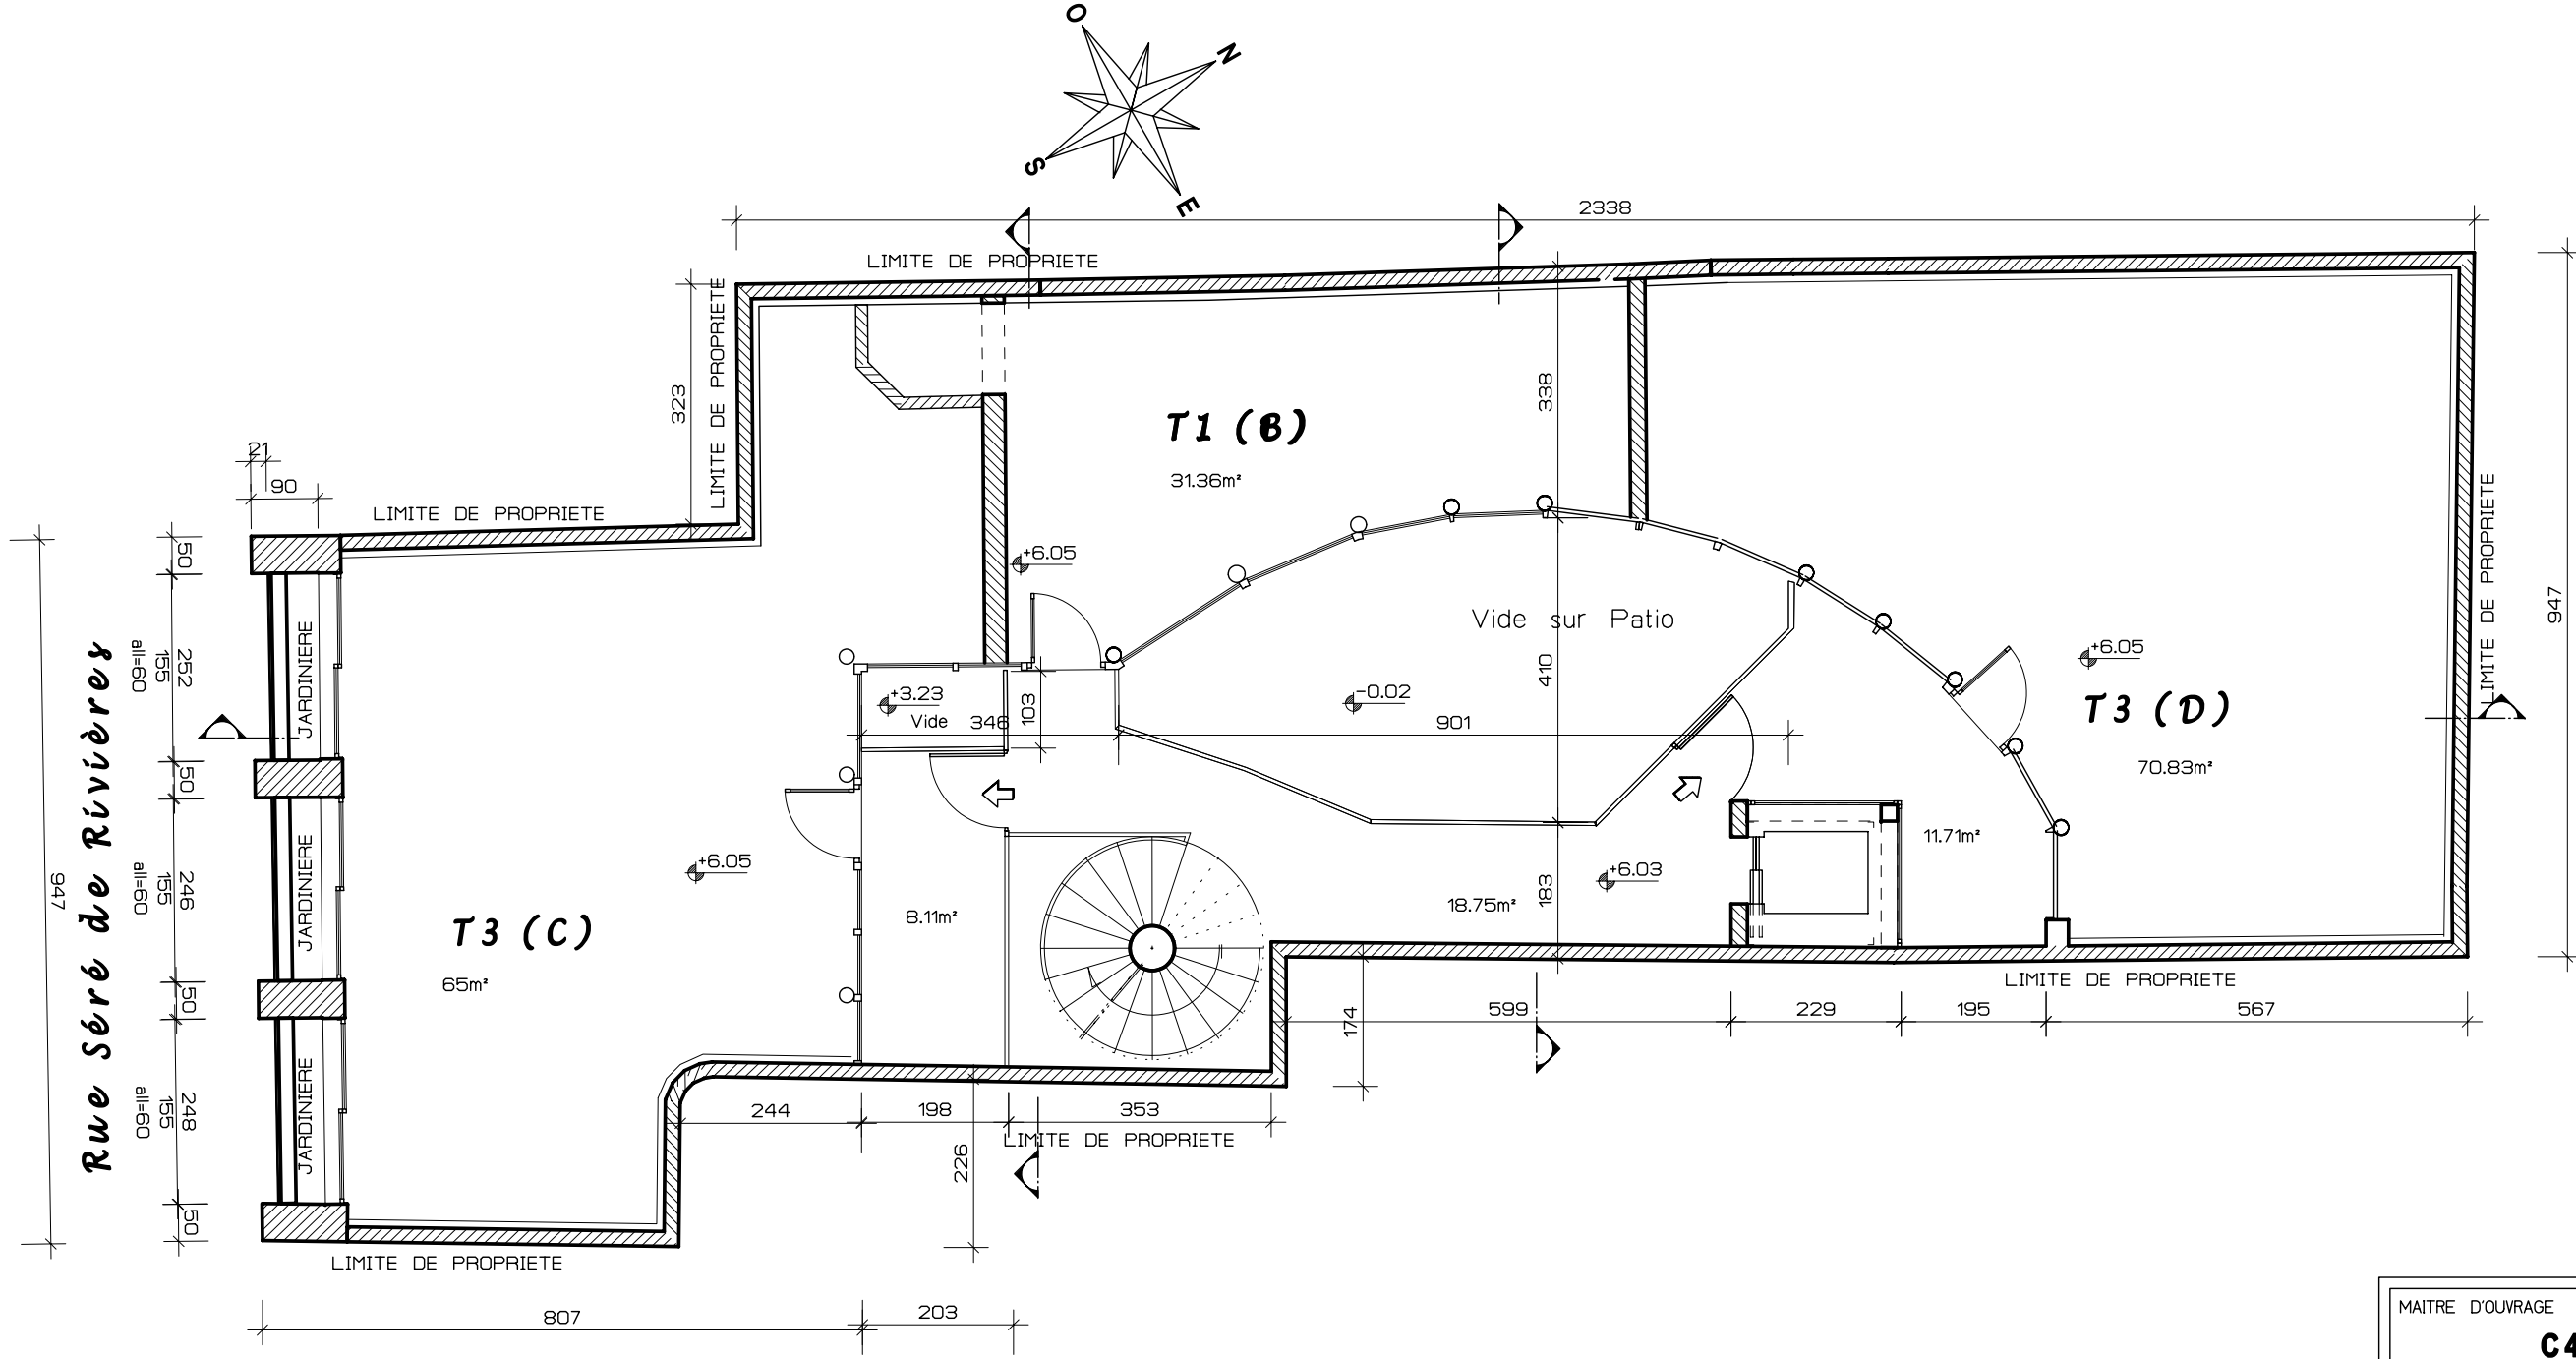 O
N
S
E
2338
LIMITE DE PROPRIETE
LIMITE DE PROPRIETE
323
338
T1 (B)
31.36m²
21
90
LIMITE DE PROPRIETE
LIMITE DE PROPRIETE
947
50
252
155
all=60
JARDINIERE
+6.05
Vide sur Patio
410
+6.05
T3 (D)
70.83m²
+3.23
Vide
346
103
-0.02
901
Rue Séré de Rivières
947
50
246
155
all=60
JARDINIERE
+6.05
T3 (C)
65m²
8.11m²
18.75m²
183
+6.03
11.71m²
LIMITE DE PROPRIETE
50
248
155
all=60
JARDINIERE
50
174
599
229
195
567
244
198
353
LIMITE DE PROPRIETE
226
LIMITE DE PROPRIETE
807
203
MAITRE D'OUVRAGE
C4